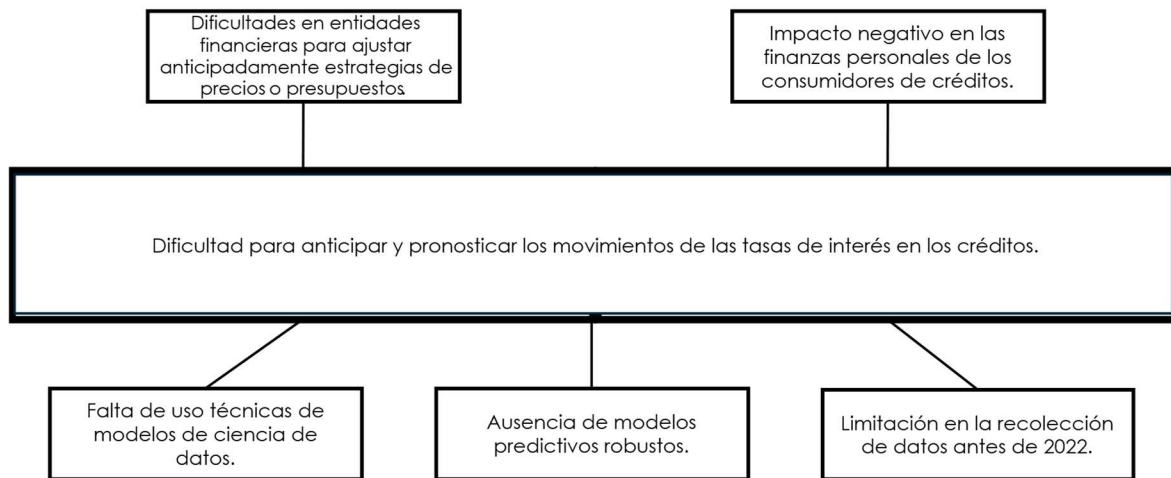 Dificultades en entidades
financieras para ajustar
anticipadamente estrategias de
precios o presupuestos.
Impacto negativo en las
finanzas personales de los
consumidores de créditos.
Dificultad para anticipar y pronosticar los movimientos de las tasas de interés en los créditos.
Falta de uso técnicas de
modelos de ciencia de
datos.
Ausencia de modelos
predictivos robustos.
Limitación en la recolección
de datos antes de 2022.